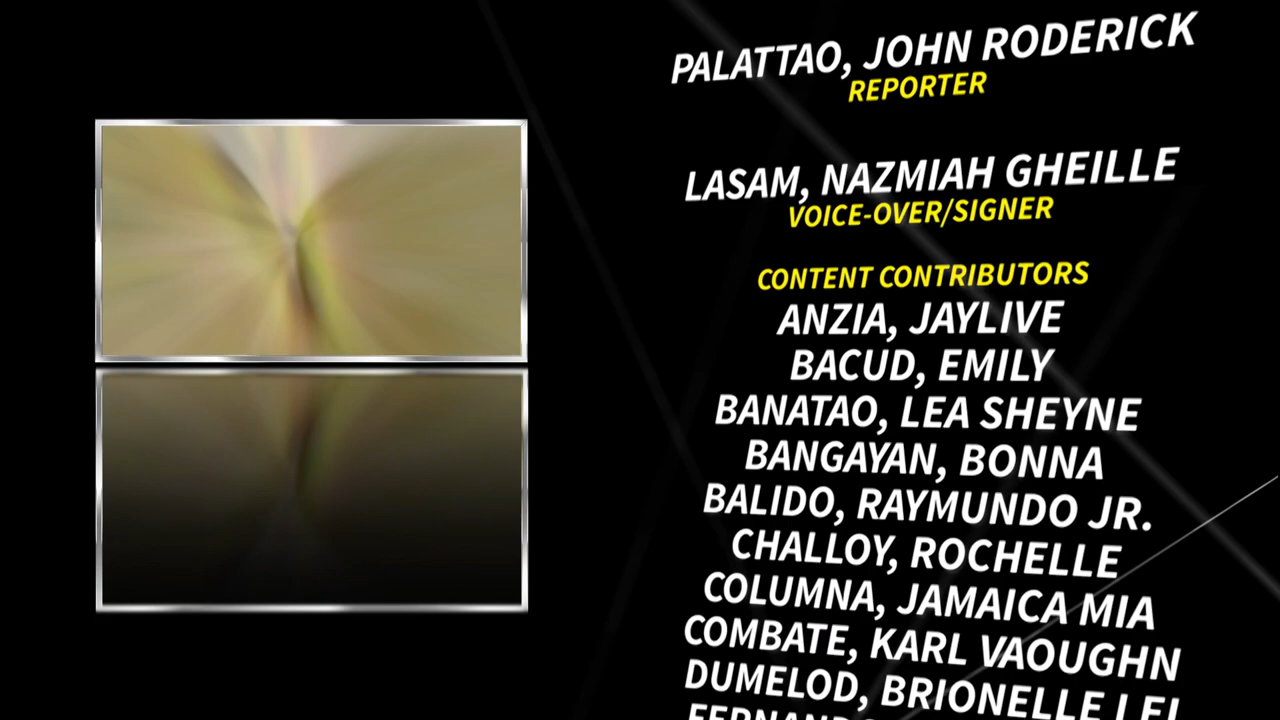 PALATTAO, JOHN RODERICK
REPORTER
LASAM, NAZMIAH GHEILLE
VOICE-OVER/SIGNER
CONTENT CONTRIBUTORS
ANZIA, JAYLIVE
BACUD, EMILY
BANATAO, LEA SHEYNE
BANGAYAN, BONNA
BALIDO, RAYMUNDO JR.
CHALLOY, ROCHELLE
COLUMNA, JAMAICA MIA
COMBATE, KARL VAOUGHN
DUMELOD, BRIONELLE LEI